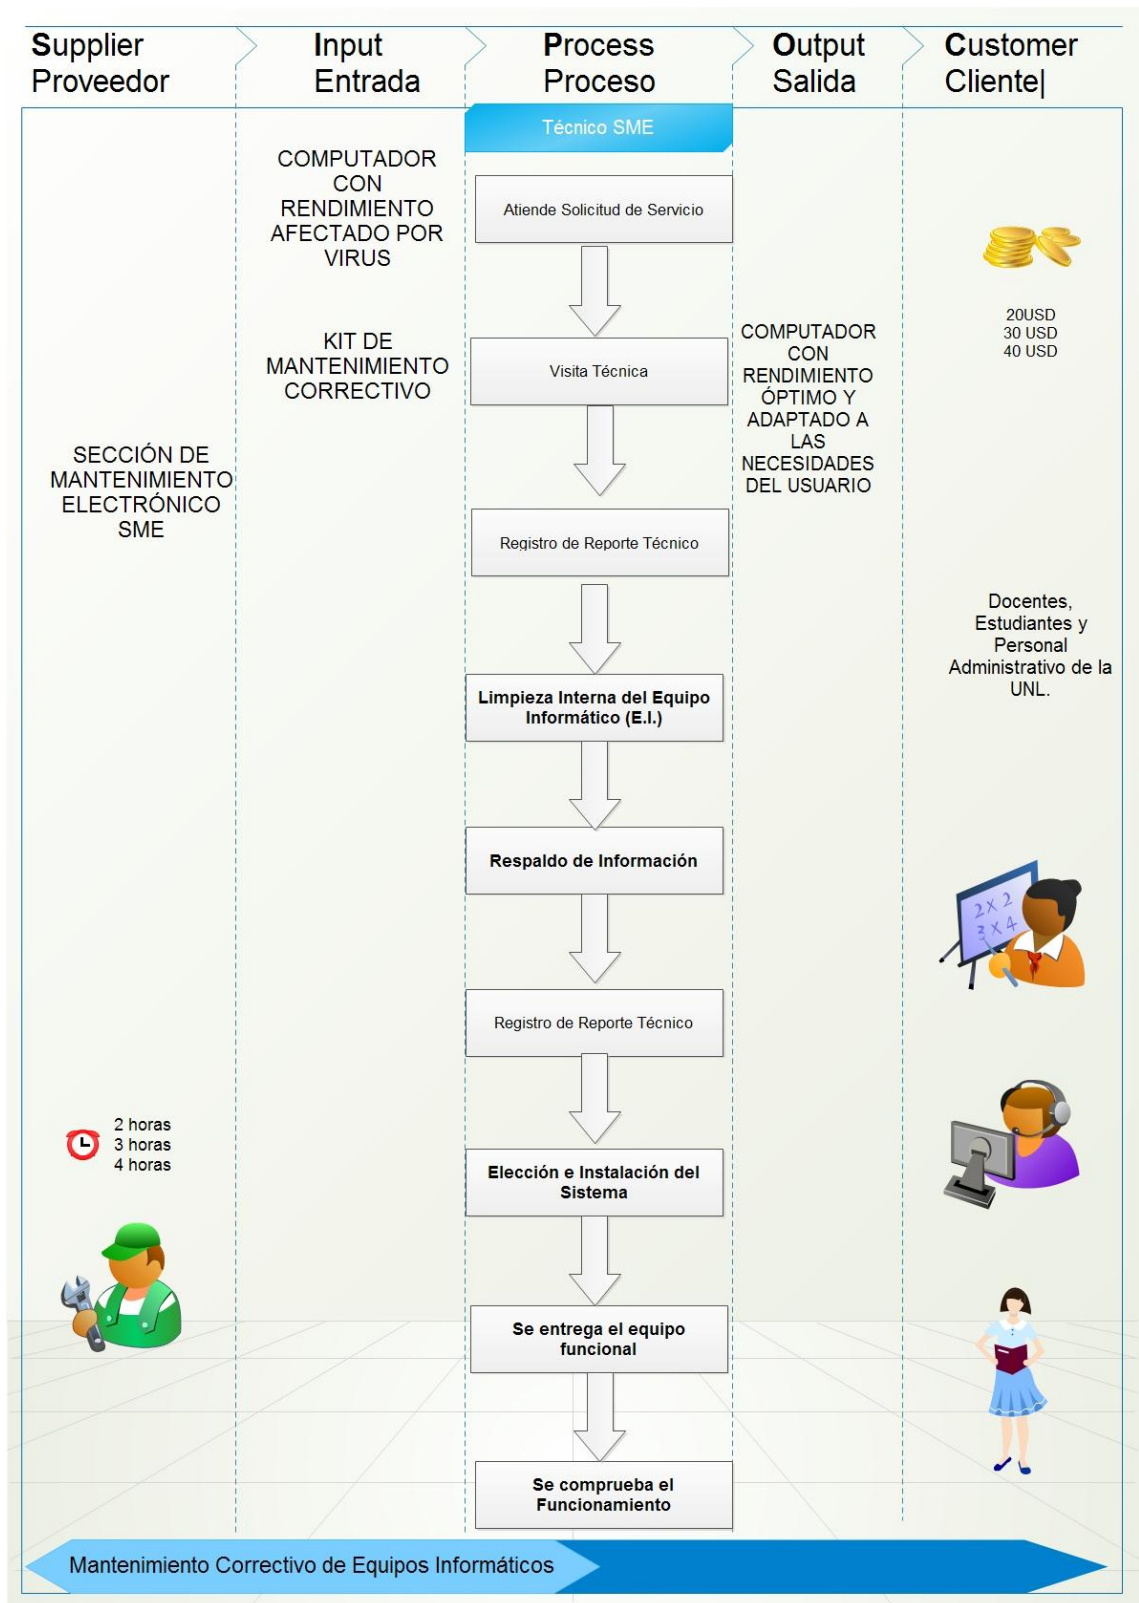 Supplier
Proveedor
Input
Entrada
Process
Proceso
Output
Salida
Customer
Cliente|
SECCIÓN DE
MANTENIMIENTO
ELECTRÓNICO
SME
2 horas
3 horas
4 horas
COMPUTADOR
CON
RENDIMIENTO
AFECTADO POR
VIRUS
KIT DE
MANTENIMIENTO
CORRECTIVO
Técnico SME
Atiende Solicitud de Servicio
Visita Técnica
Registro de Reporte Técnico
Limpieza Interna del Equipo
Informático (E.I.)
Respaldo de Información
Registro de Reporte Técnico
Elección e Instalación del
Sistema
Se entrega el equipo
funcional
Se comprueba el
Funcionamiento
COMPUTADOR
CON
RENDIMIENTO
ÓPTIMO Y
ADAPTADO A
LAS
NECESIDADES
DEL USUARIO
20USD
30 USD
40 USD
Docentes,
Estudiantes y
Personal
Administrativo de la
UNL.
2 x 2
3 x 4
Mantenimiento Correctivo de Equipos Informáticos